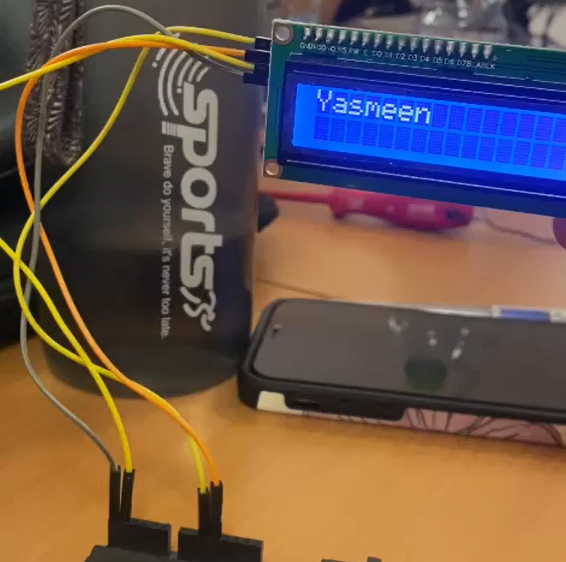 Yasmeen
sports
Brave do yourself, it's never too late.